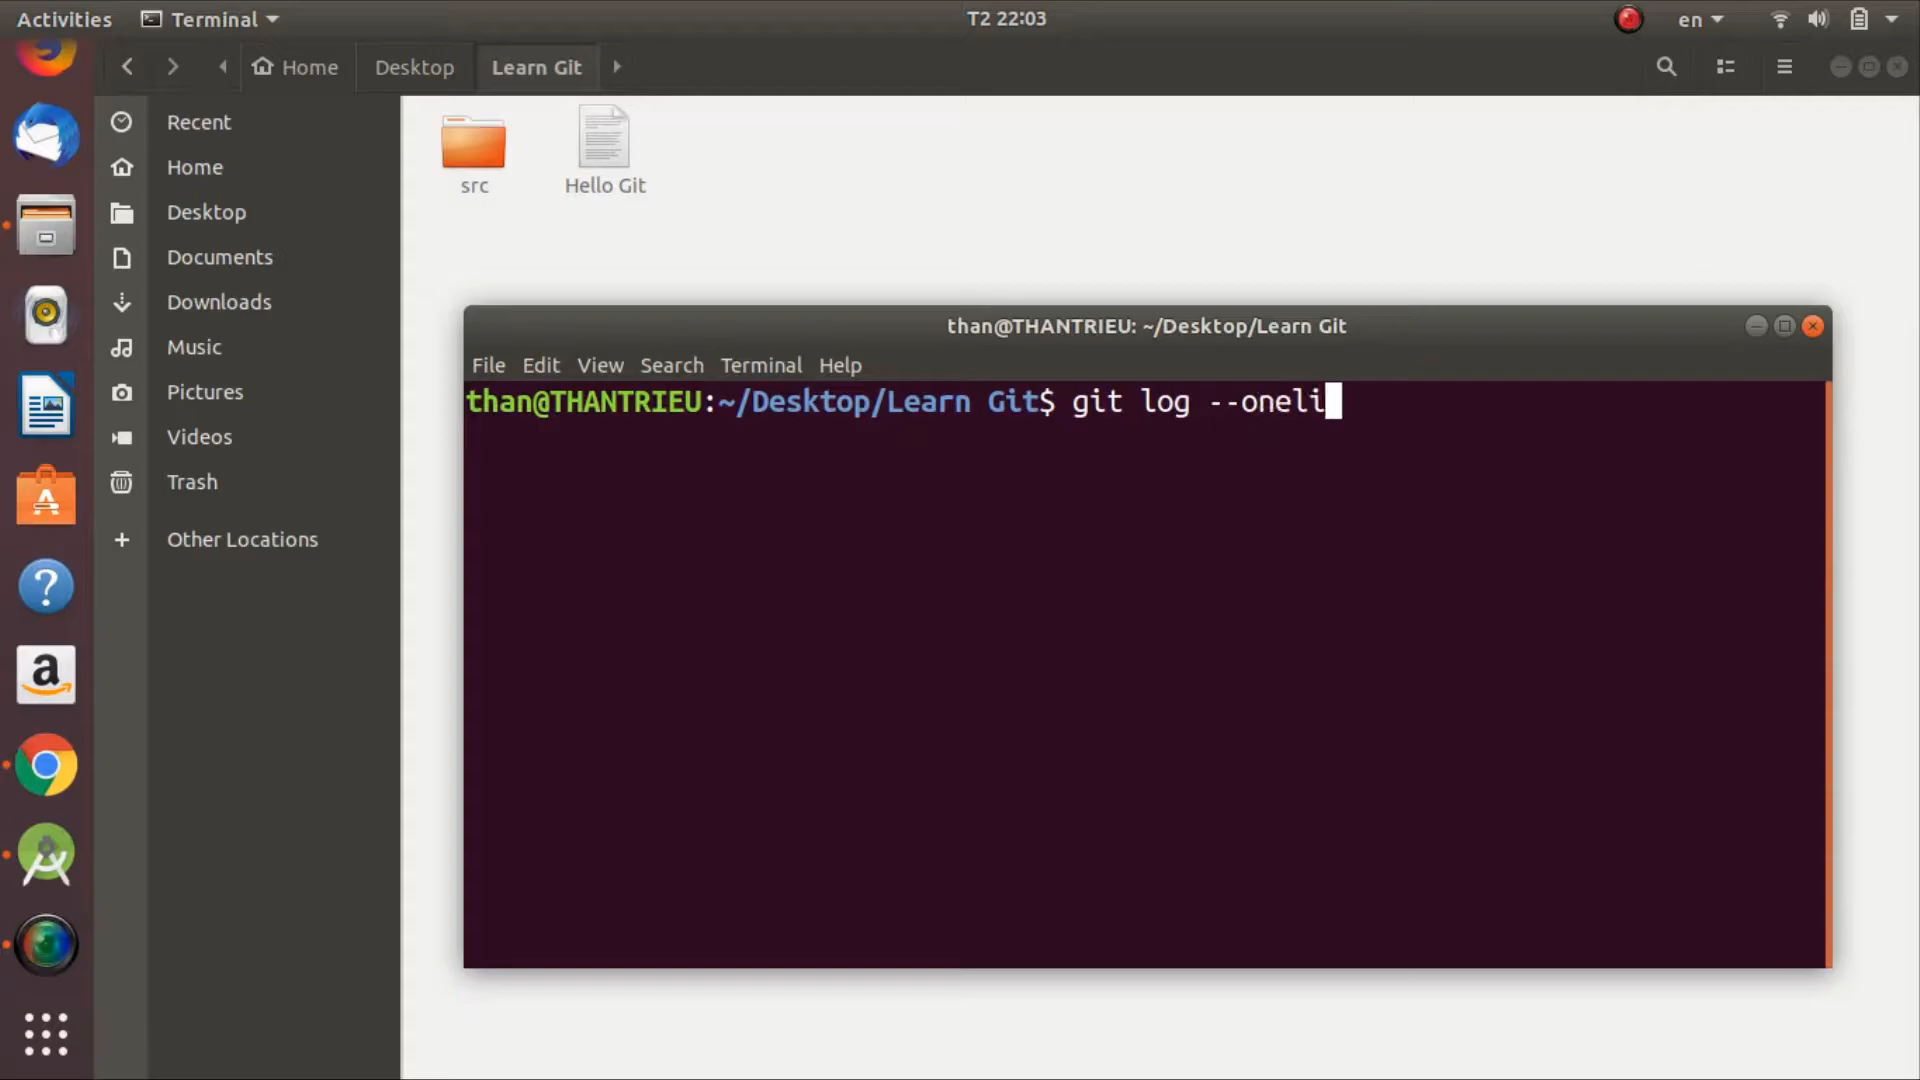 Activities
Terminal
T2 22:03
en
Home
Desktop
Learn Git
Recent
Home
Desktop
Documents
Downloads
Music
Pictures
Videos
Trash
Other Locations
src
Hello Git
than@THANTRIEU: ~/Desktop/Learn Git
File Edit View Search Terminal Help
than@THANTRIEU:~/Desktop/Learn Git$ git log --oneli